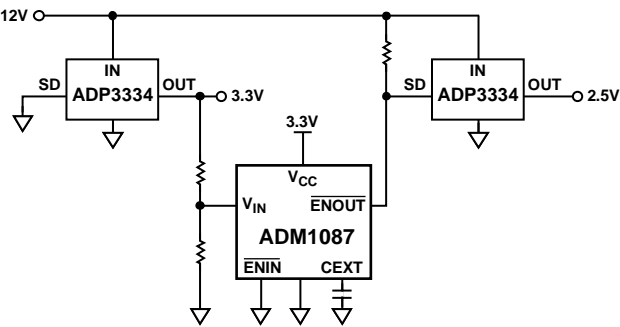 12V
IN
SD
ADP3334
OUT
3.3V
IN
SD
ADP3334
OUT
2.5V
3.3V
VCC
VIN
ENOUT
ADM1087
ENIN
CEXT